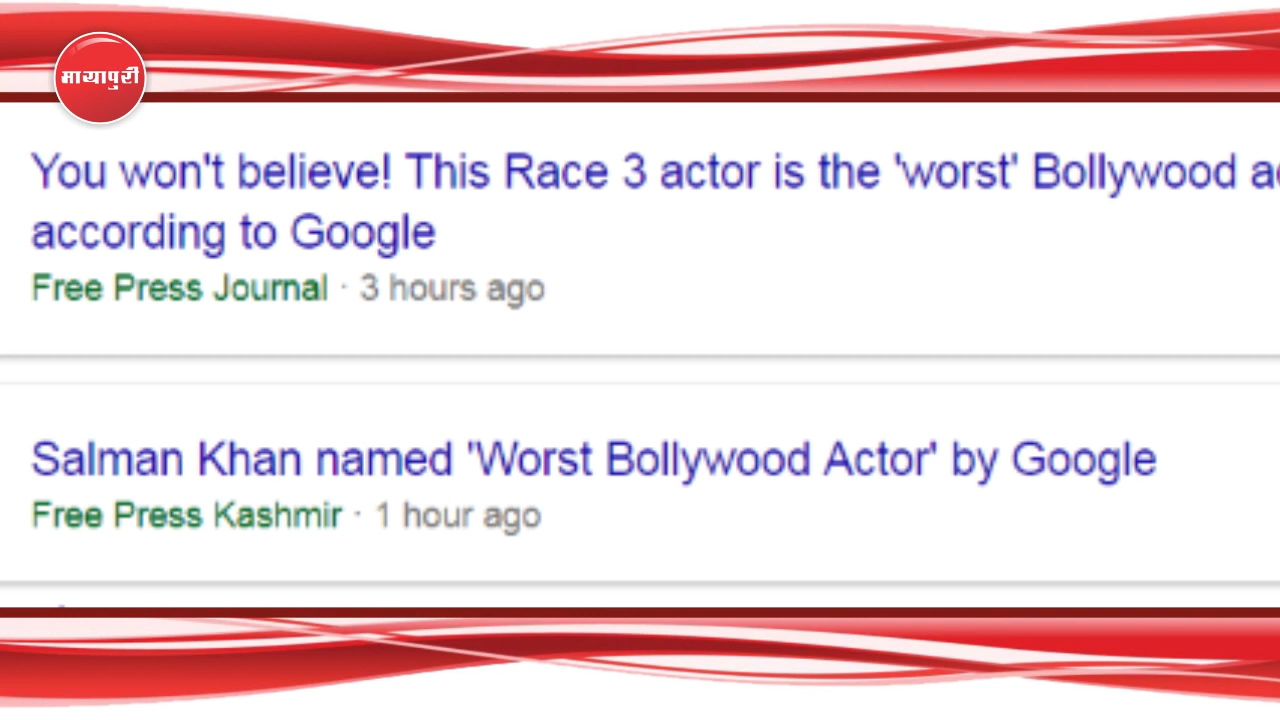 मायापुरी
You won't believe! This Race 3 actor is the 'worst' Bollywood
according to Google
Free Press Journal · 3 hours ago
Salman Khan named 'Worst Bollywood Actor' by Google
Free Press Kashmir · 1 hour ago